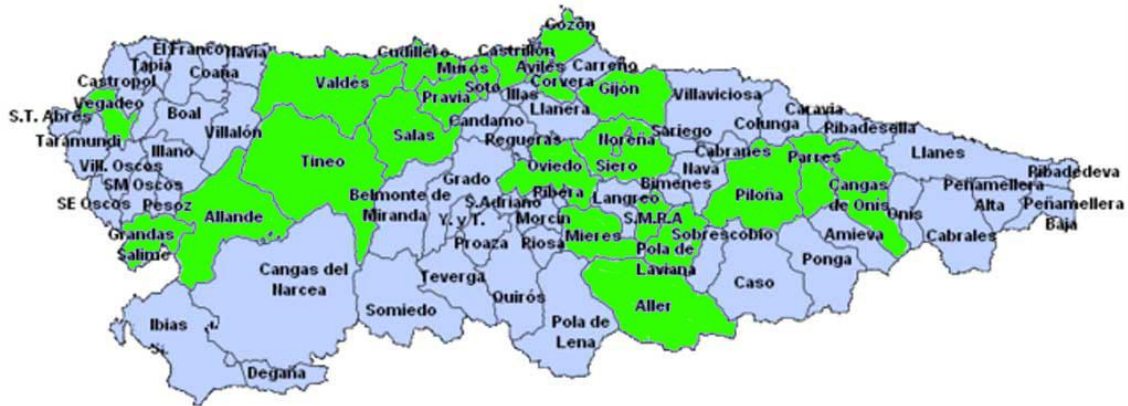 Gozón
El Franco
Navia
Cudillero
Castrillón
Tapia
Coaña
Muros
Avilés
Carreño
Castropol
Valdés
Soto
Corvera
Gijón
Illas
Vegadeo
Pravia
Villaviciosa
S.T. Abres
Boal
Llanera
Caravia
Candamo
Colunga
Taramundi
Villalón
Salas
Regueras
Noreña
Sariego
Ribadesella
Illano
Cabranes
Llanes
Vill. Oscos
Tineo
Oviedo
Siero
Nava
Parres
Ribadedeva
SM Oscos
Grado
Bimenes
Cangas
de Onís
Peñamellera
Alta
SE Oscos
Pesoz
Belmonte de
Miranda
Ribera
Langreo
Piloña
Peñamellera
Baja
Allande
S.Adriano
Onís
Y. y T.
Morcín
S.M.R.A
Grandas
Salime
Proaza
Riosa
Mieres
Sobrescobio
Amieva
Cabrales
Pola de
Laviana
Ponga
Cangas del
Narcea
Teverga
Caso
Quirós
Aller
Somiedo
Ibias
Pola de
Lena
Degaña